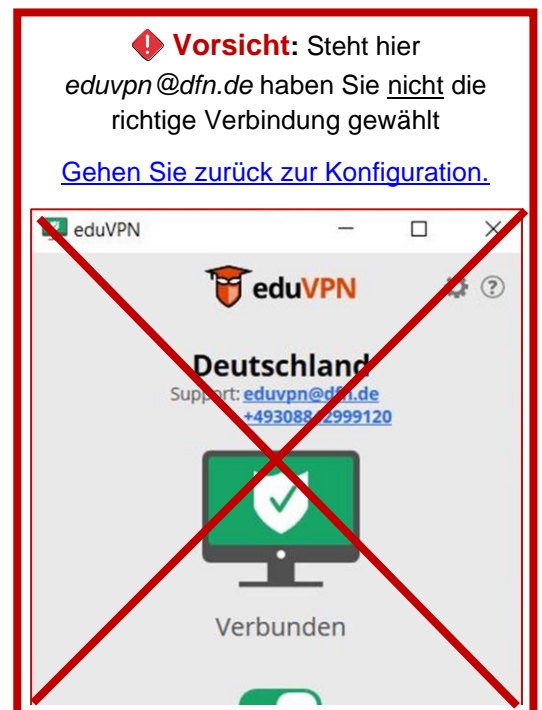 Vorsicht: Steht hier
eduvpn@dfn.de haben Sie nicht die
richtige Verbindung gewählt
Gehen Sie zurück zur Konfiguration.
eduVPN
eduVPN
Deutschland
Support: eduvpn@dfn.de
+49308842999120
Verbunden